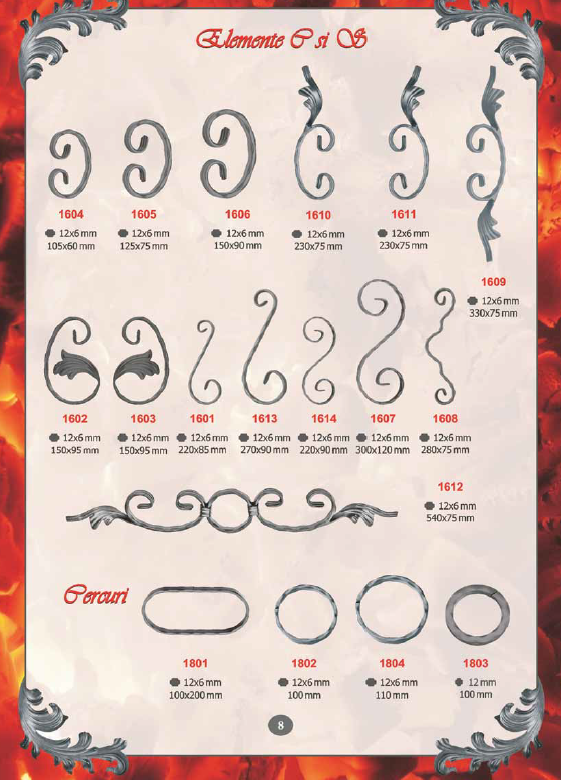 Elemente C si S
1604
12x6 mm
105x60 mm
1605
12x6 mm
125x75 mm
1606
12x6 mm
150x90 mm
1610
12x6 mm
230x75 mm
1611
12x6 mm
230x75 mm
1609
12x6 mm
330x75 mm
1602
12x6 mm
150x95 mm
1603
12x6 mm
150x95 mm
1601
12x6 mm
220x85 mm
1613
12x6 mm
270x90 mm
1614
12x6 mm
220x90 mm
1607
12x6 mm
300x120 mm
1608
12x6 mm
280x75 mm
1612
12x6 mm
540x75 mm
Cercuri
1801
12x6 mm
100x200 mm
1802
12x6 mm
100 mm
1804
12x6 mm
110 mm
1803
12 mm
100 mm
8